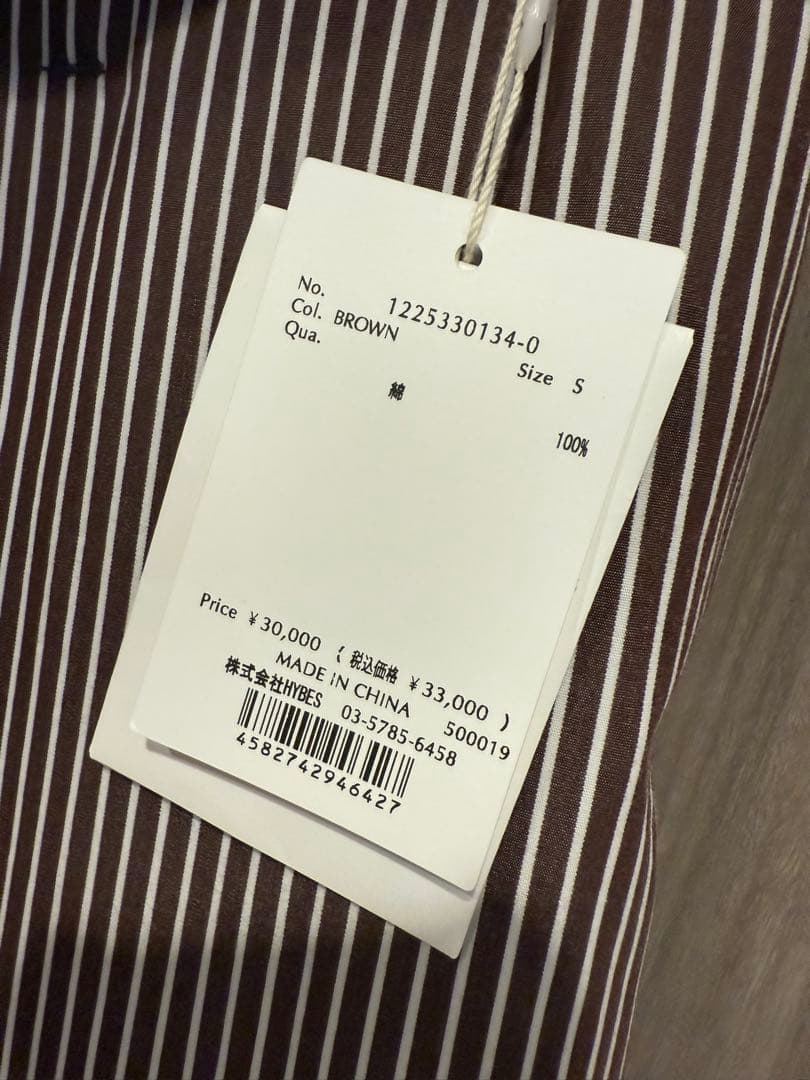 No. 1225330134-0
Col. BROWN
Size S
Qua.
綿 100%
Price ¥30,000 ( 税込価格 ¥33,000 )
MADE IN CHINA 500019
株式会社HYBES 03-5785-6458
4582742946427